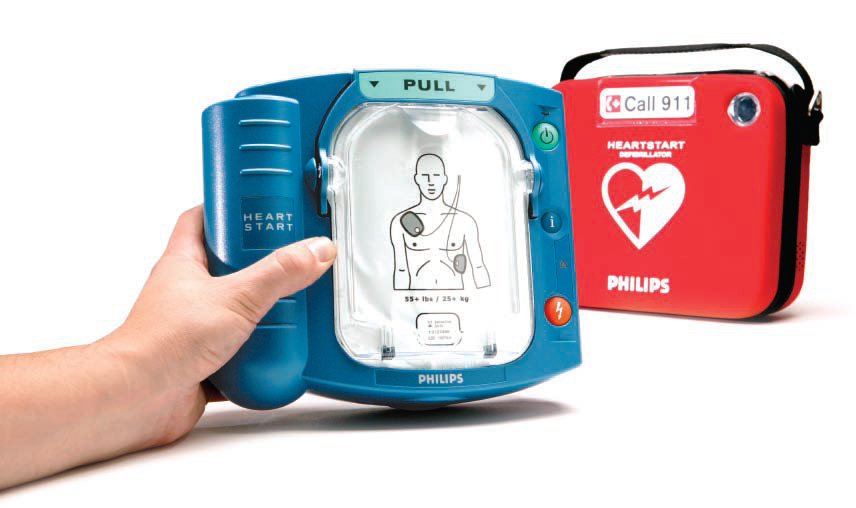 PULL
HEART
START
i
55+ lbs / 25+ kg
PHILIPS
Call 911
HEARTSTART
DEFIBRILLATOR
PHILIPS